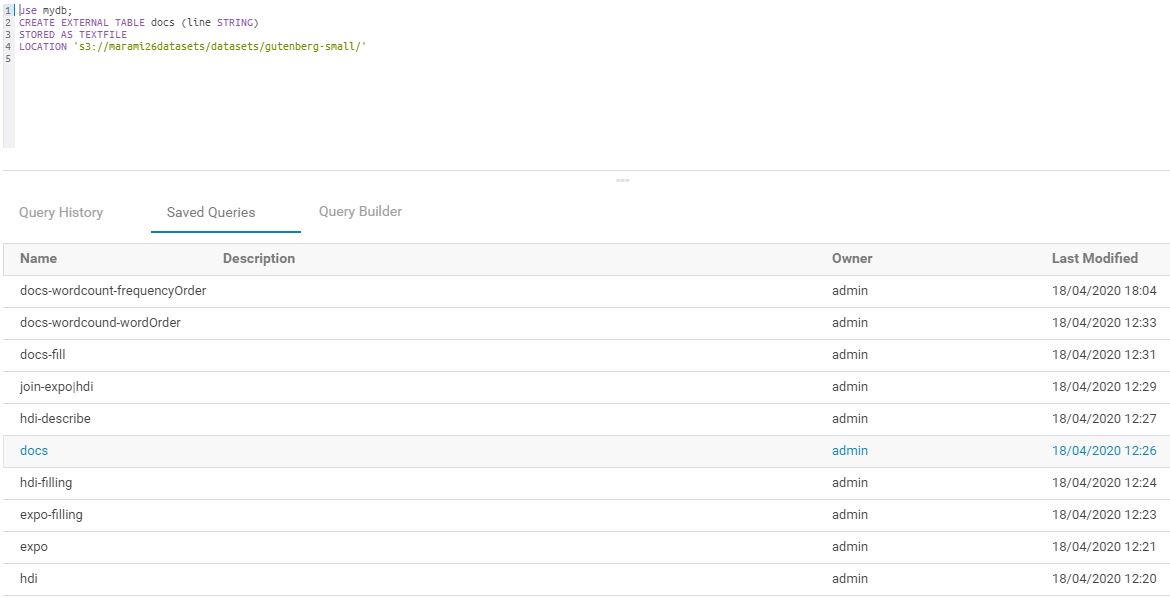 1 use mydb;
2 CREATE EXTERNAL TABLE docs (line STRING)
3 STORED AS TEXTFILE
4 LOCATION 's3://marami26datasets/datasets/gutenberg-small/'
5
Query History Saved Queries Query Builder
Name Description Owner Last Modified
docs-wordcount-frequencyOrder admin 18/04/2020 18:04
docs-wordcound-wordOrder admin 18/04/2020 12:33
docs-fill admin 18/04/2020 12:31
join-expo|hdi admin 18/04/2020 12:29
hdi-describe admin 18/04/2020 12:27
docs admin 18/04/2020 12:26
hdi-filling admin 18/04/2020 12:24
expo-filling admin 18/04/2020 12:23
expo admin 18/04/2020 12:21
hdi admin 18/04/2020 12:20